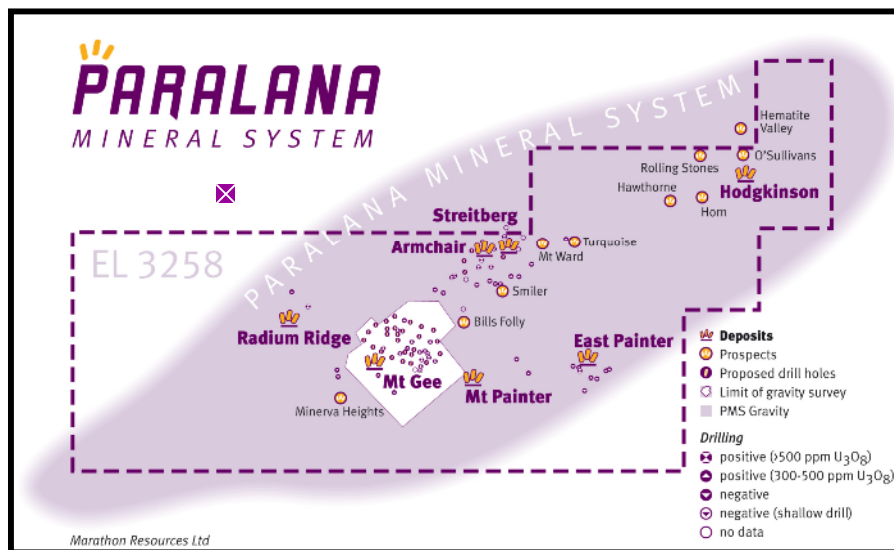 PARALANA
MINERAL SYSTEM
PARALANA MINERAL SYSTEM
EL 3258
Hematite
Valley
Rolling Stones
O'Sullivans
Hawthorne
Hodgkinson
Hom
Streitberg
Armchair
Mt Ward
Turquoise
Smiler
Radium Ridge
Bills Folly
East Painter
Mt Gee
Mt Painter
Minerva Heights
Deposits
Prospects
Proposed drill holes
Limit of gravity survey
PMS Gravity
Drilling
positive (>500 ppm U3O8)
positive (300-500 ppm U3O8)
negative
negative (shallow drill)
no data
Marathon Resources Ltd